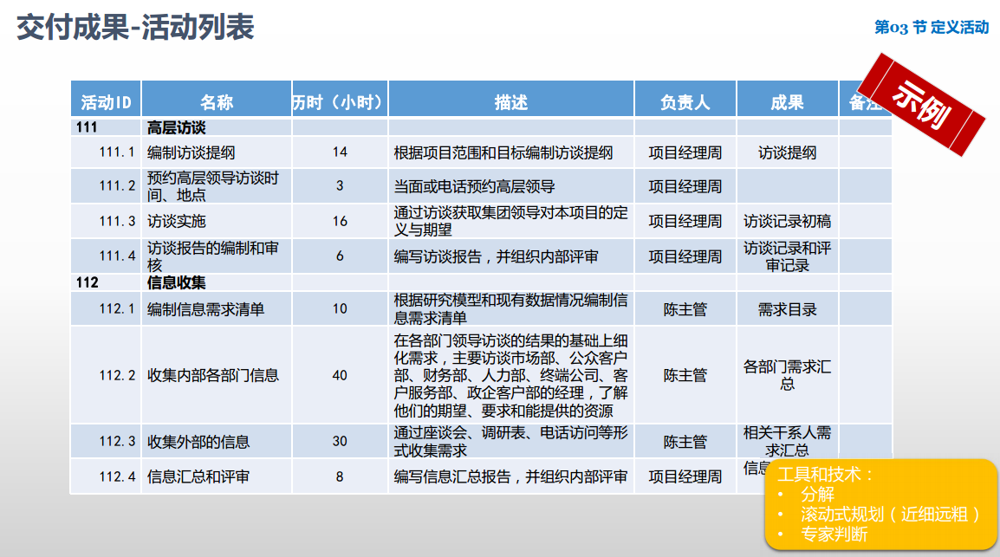 交付成果-活动列表
第03 节 定义活动
示例
活动ID 名称 历时（小时） 描述 负责人 成果 备注
111 高层访谈
111.1 编制访谈提纲 14 根据项目范围和目标编制访谈提纲 项目经理周 访谈提纲
111.2 预约高层领导访谈时
间、地点 3 当面或电话预约高层领导 项目经理周
111.3 访谈实施 16 通过访谈获取集团领导对本项目的定
义与期望 项目经理周 访谈记录初稿
111.4 访谈报告的编制和审
核 6 编写访谈报告，并组织内部评审 项目经理周 访谈记录和评
审记录
112 信息收集
112.1 编制信息需求清单 10 根据研究模型和现有数据情况编制信
息需求清单 陈主管 需求目录
112.2 收集内部各部门信息 40 在各部门领导访谈的结果的基础上细
化需求，主要访谈市场部、公众客户
部、财务部、人力部、终端公司、客
户服务部、政企客户部的经理，了解
他们的期望、要求和能提供的资源 陈主管 各部门需求汇
总
112.3 收集外部的信息 30 通过座谈会、调研表、电话访问等形
式收集需求 陈主管 相关干系人需
求汇总
112.4 信息汇总和评审 8 编写信息汇总报告，并组织内部评审 项目经理周 信息
工具和技术：
• 分解
• 滚动式规划（近细远粗）
• 专家判断